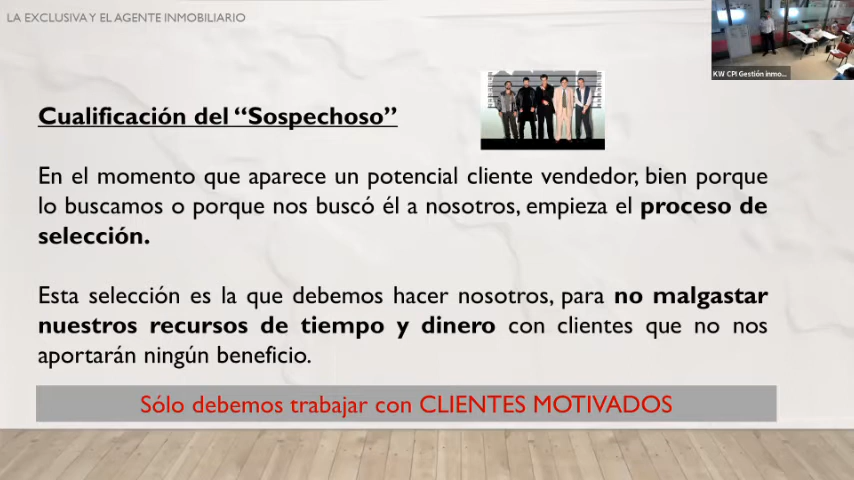 LA EXCLUSIVA Y EL AGENTE INMOBILIARIO
KW CPI Gestión inmo...
Cualificación del “Sospechoso”
En el momento que aparece un potencial cliente vendedor, bien porque
lo buscamos o porque nos buscó él a nosotros, empieza el proceso de
selección.
Esta selección es la que debemos hacer nosotros, para no malgastar
nuestros recursos de tiempo y dinero con clientes que no nos
aportarán ningún beneficio.
Sólo debemos trabajar con CLIENTES MOTIVADOS